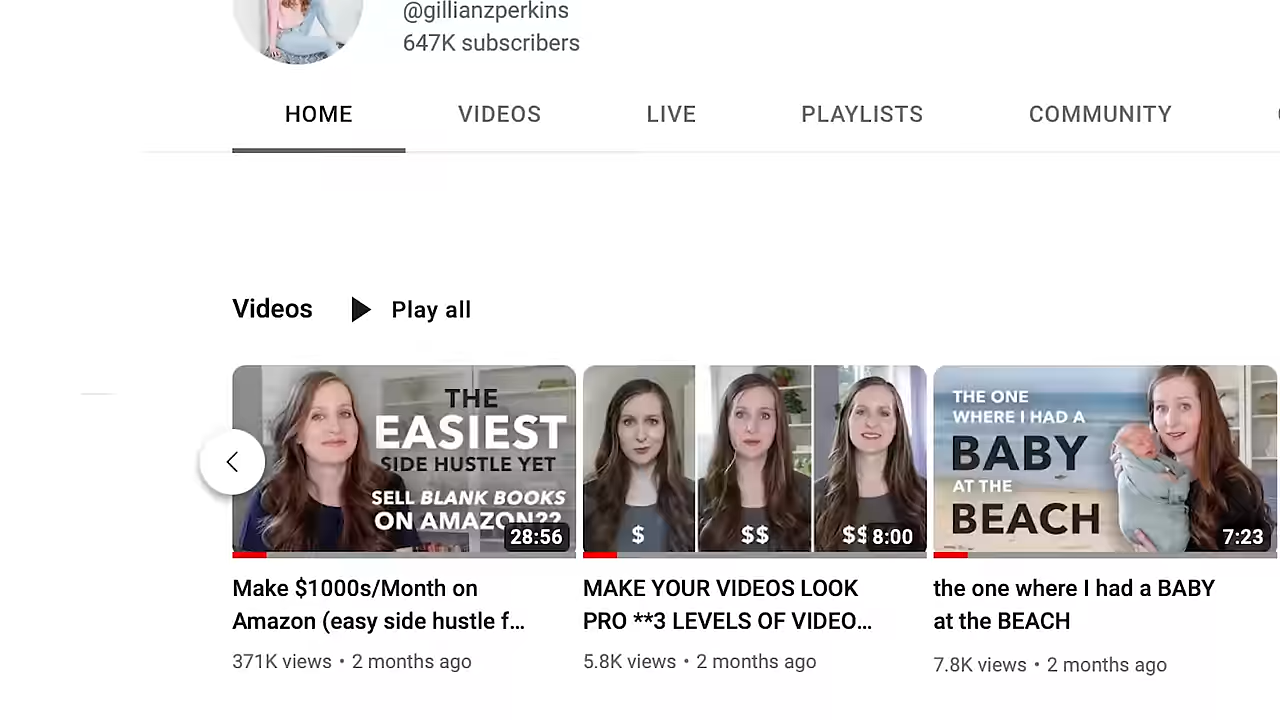 @gillianzperkins
647K subscribers
HOME VIDEOS LIVE PLAYLISTS COMMUNITY
Videos Play all
THE
EASIEST
SIDE HUSTLE YET
SELL BLANK BOOKS
ON AMAZON??
28:56
$ $$ $$
8:00
THE ONE
WHERE I HAD A
BABY
AT THE
BEACH
7:23
Make $1000s/Month on
Amazon (easy side hustle f...
371K views • 2 months ago
MAKE YOUR VIDEOS LOOK
PRO **3 LEVELS OF VIDEO...
5.8K views • 2 months ago
the one where I had a BABY
at the BEACH
7.8K views • 2 months ago